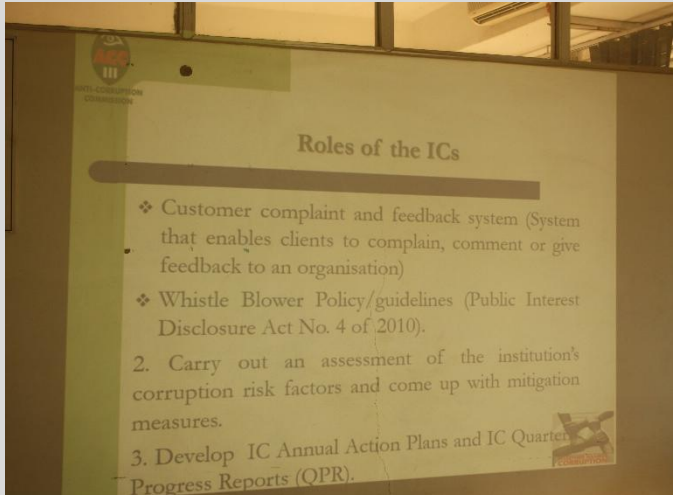 ACC
ANTI-CORRUPTION
COMMISSION
Roles of the ICs
❖ Customer complaint and feedback system (System
that enables clients to complain, comment or give
feedback to an organisation)
❖ Whistle Blower Policy/guidelines (Public Interest
Disclosure Act No. 4 of 2010).
2. Carry out an assessment of the institution's
corruption risk factors and come up with mitigation
measures.
3. Develop IC Annual Action Plans and IC Quarter
Progress Reports (QPR).
CORRUPTION